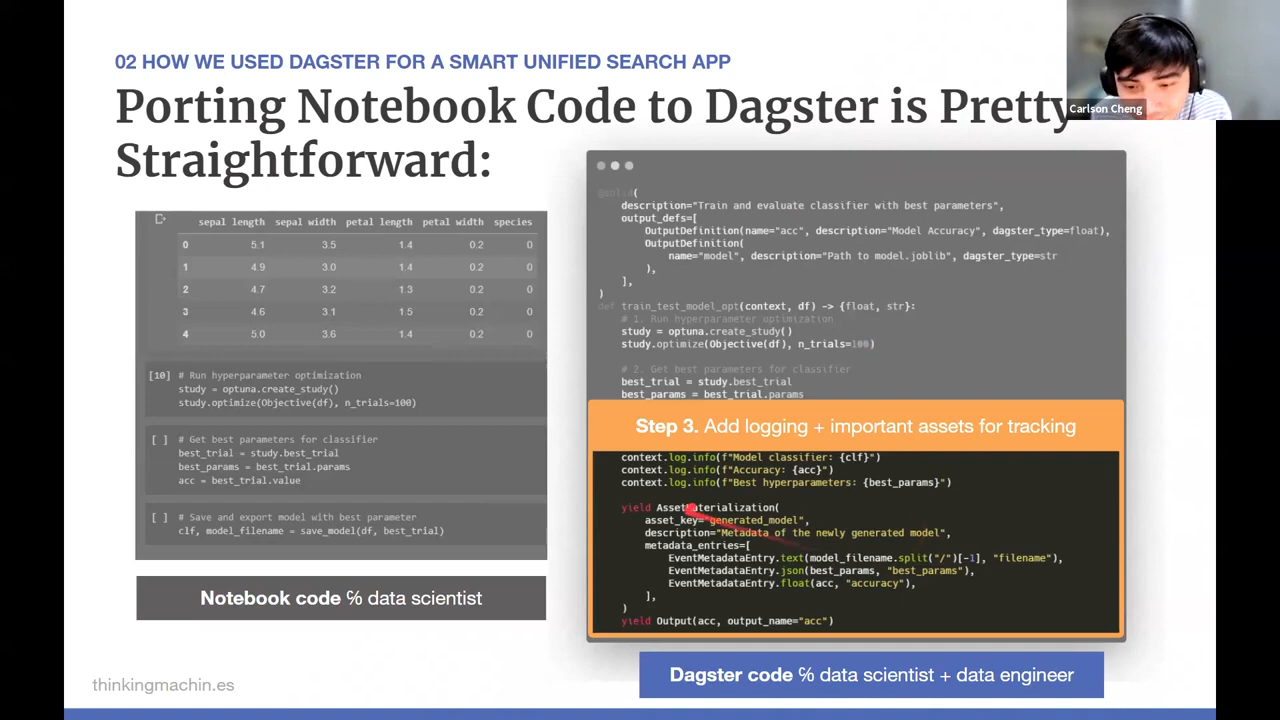 02 HOW WE USED DAGSTER FOR A SMART UNIFIED SEARCH APP
Porting Notebook Code to Dagster is Pretty
Straightforward:
Carlson Cheng
sepal length sepal width petal length petal width species
0 5.1 3.5 1.4 0.2 0
1 4.9 3.0 1.4 0.2 0
2 4.7 3.2 1.3 0.2 0
3 4.6 3.1 1.5 0.2 0
4 5.0 3.6 1.4 0.2 0
[10] # Run hyperparameter optimization
study = optuna.create_study()
study.optimize(Objective(df), n_trials=100)
[ ] # Get best parameters for classifier
best_trial = study.best_trial
best_params = best_trial.params
acc = best_trial.value
[ ] # Save and export model with best parameter
clf, model_filename = save_model(df, best_trial)
Notebook code ℅ data scientist
@solid(
description="Train and evaluate classifier with best parameters",
output_defs=[
OutputDefinition(name="acc", description="Model Accuracy", dagster_type=float),
OutputDefinition(
name="model", description="Path to model.joblib", dagster_type=str
),
],
)
def train_test_model_opt(context, df) -> {float, str}:
# 1. Run hyperparameter optimization
study = optuna.create_study()
study.optimize(Objective(df), n_trials=100)
# 2. Get best parameters for classifier
best_trial = study.best_trial
best_params = best_trial.params
Step 3. Add logging + important assets for tracking
context.log.info(f"Model classifier: {clf}")
context.log.info(f"Accuracy: {acc}")
context.log.info(f"Best hyperparameters: {best_params}")
yield AssetMaterialization(
asset_key="generated_model",
description="Metadata of the newly generated model",
metadata_entries=[
EventMetadataEntry.text(model_filename.split("/")[-1], "filename"),
EventMetadataEntry.json(best_params, "best_params"),
EventMetadataEntry.float(acc, "accuracy"),
],
)
yield Output(acc, output_name="acc")
Dagster code ℅ data scientist + data engineer
thinkingmachin.es